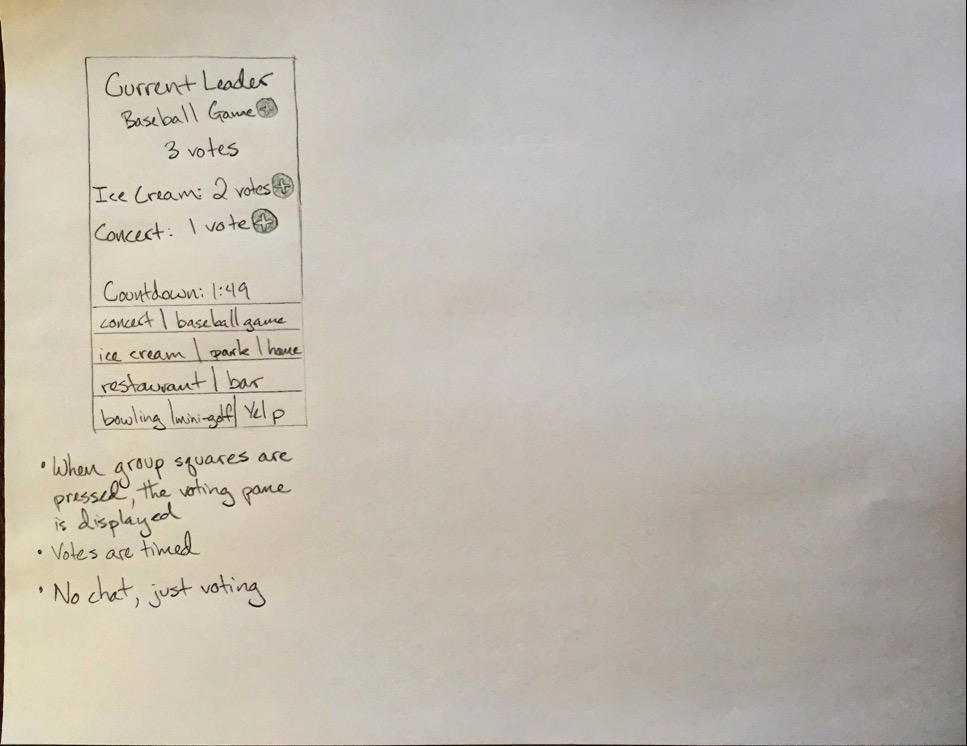 Current Leader
Baseball Game +
3 votes
Ice Cream: 2 votes +
Concert: 1 vote +
Countdown: 1:49
concert | baseball game
ice cream | park | home
restaurant | bar
bowling | mini-golf | Yelp
• When group squares are
pressed, the voting pane
is displayed
• Votes are timed
• No chat, just voting